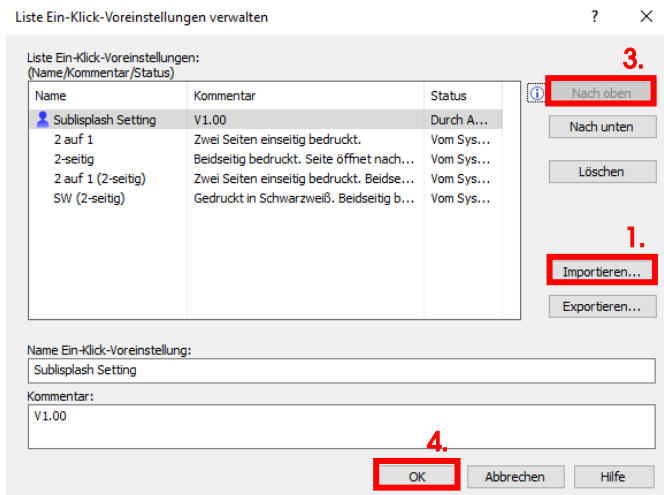 Liste Ein-Klick-Voreinstellungen verwalten ?
Liste Ein-Klick-Voreinstellungen:
(Name/Kommentar/Status)
3.
Name Kommentar Status
Nach oben
Sublisplash Setting V1.00 Durch A...
2 auf 1 Zwei Seiten einseitig bedruckt. Vom Sys...
Nach unten
2-seitig Beidseitig bedruckt. Seite öffnet nach... Vom Sys...
2 auf 1 (2-seitig) Zwei Seiten einseitig bedruckt. Beidse... Vom Sys...
Löschen
SW (2-seitig) Gedruckt in Schwarzweiß. Beidseitig b... Vom Sys...
1.
Importieren...
Exportieren...
Name Ein-Klick-Voreinstellung:
Sublisplash Setting
Kommentar:
V1.00
4.
OK Abbrechen Hilfe